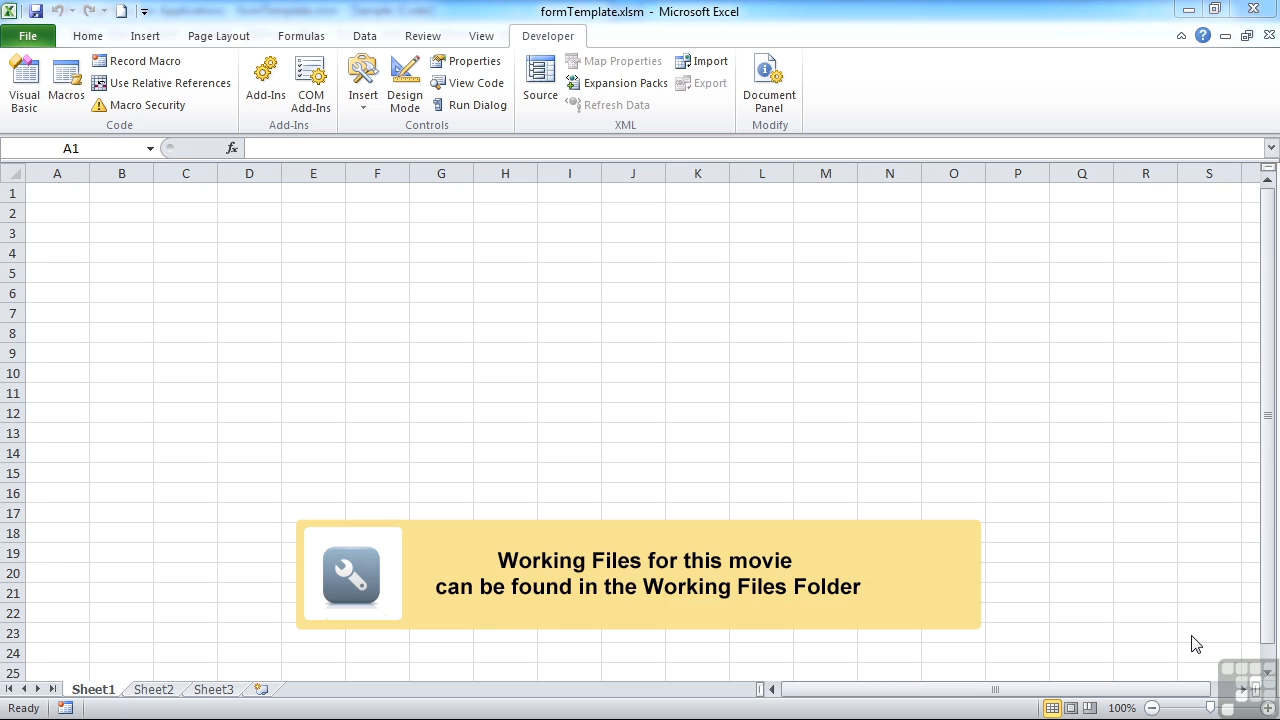 formTemplate.xlsm - Microsoft Excel
File Home Insert Page Layout Formulas Data Review View Developer
Visual Basic
Macros
Record Macro
Use Relative References
Macro Security
Code
Add-Ins
COM Add-Ins
Add-Ins
Insert
Design Mode
Properties
View Code
Run Dialog
Controls
Source
Map Properties
Expansion Packs
Refresh Data
Import
Export
XML
Document Panel
Modify
A1 fx
A B C D E F G H I J K L M N O P Q R S
1
2
3
4
5
6
7
8
9
10
11
12
13
14
15
16
17
18
19
20
21
22
23
24
25
Working Files for this movie
can be found in the Working Files Folder
Sheet1 Sheet2 Sheet3
Ready 100%